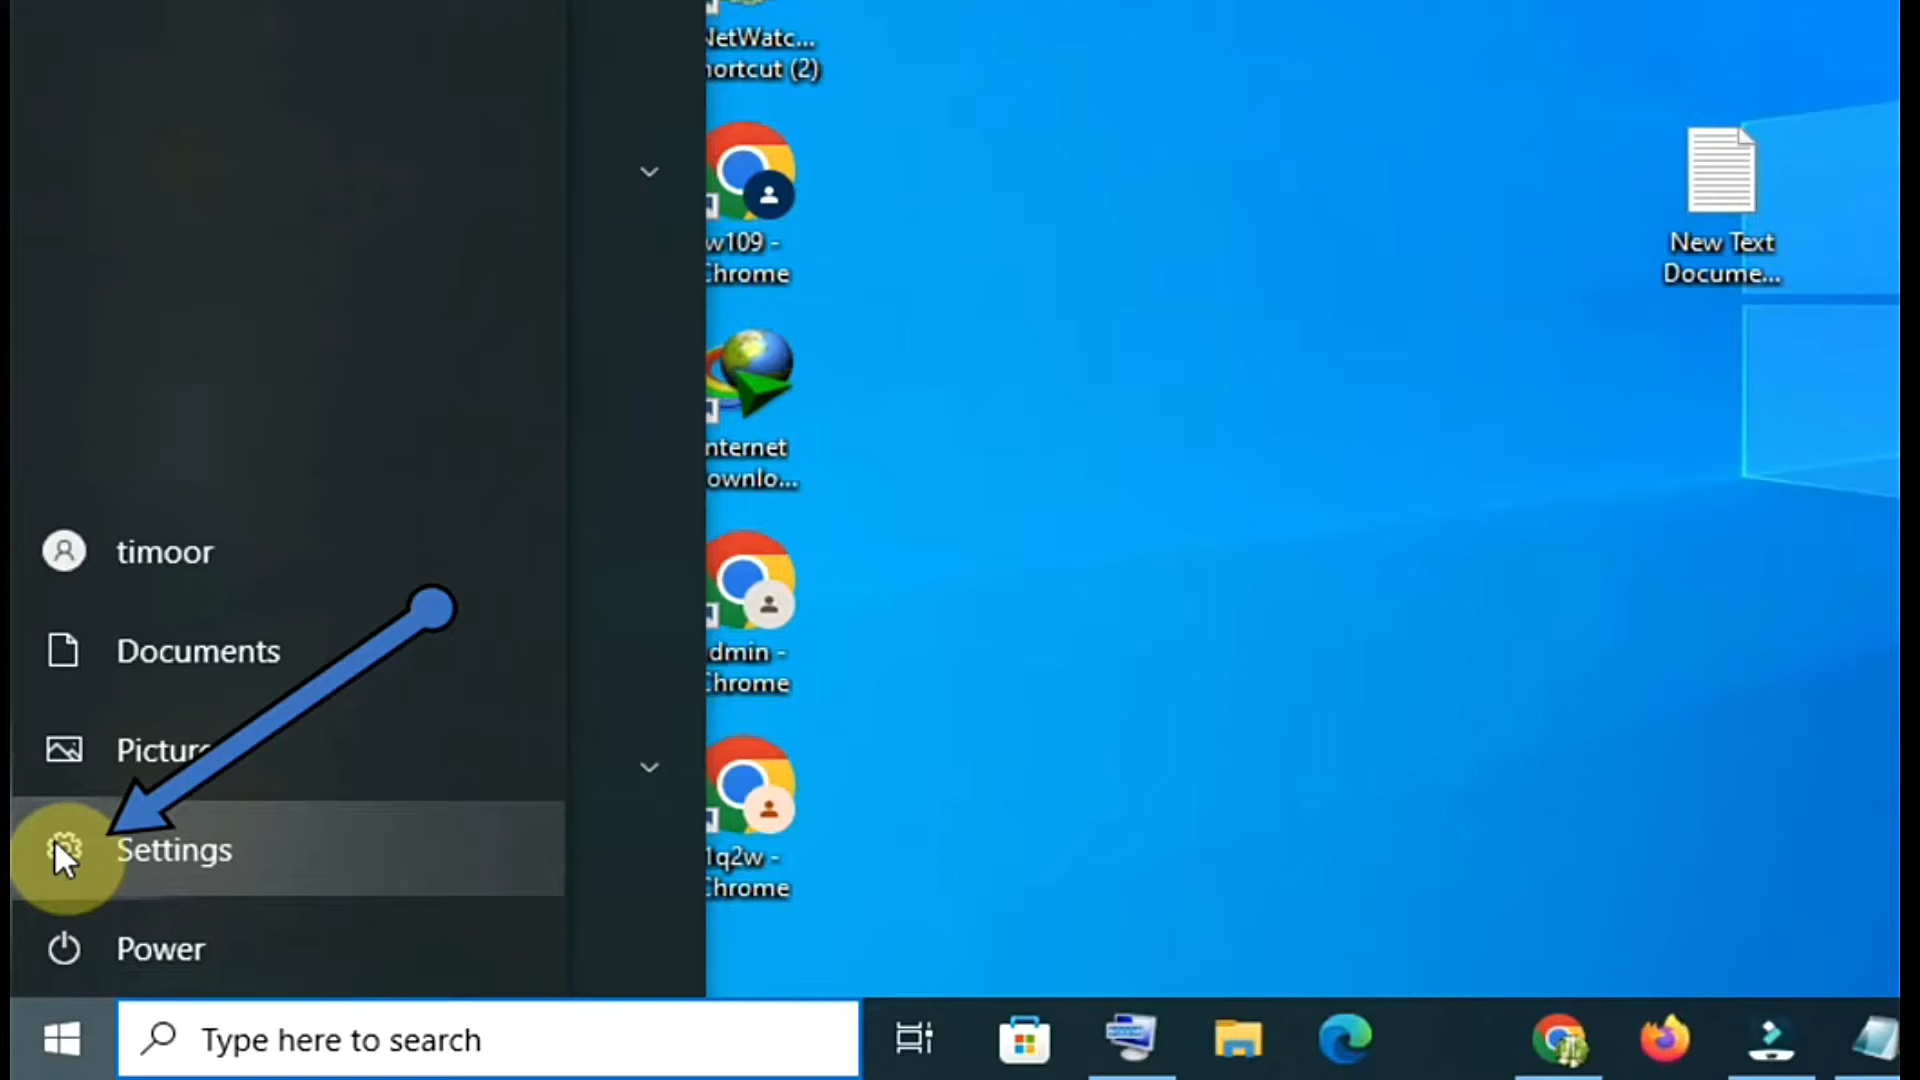 NetWatc...
hortcut (2)
w109 -
Chrome
New Text
Docume...
nternet
ownlo...
timoor
dmin -
Chrome
Documents
Pictur
1q2w -
Chrome
Settings
Power
Type here to search